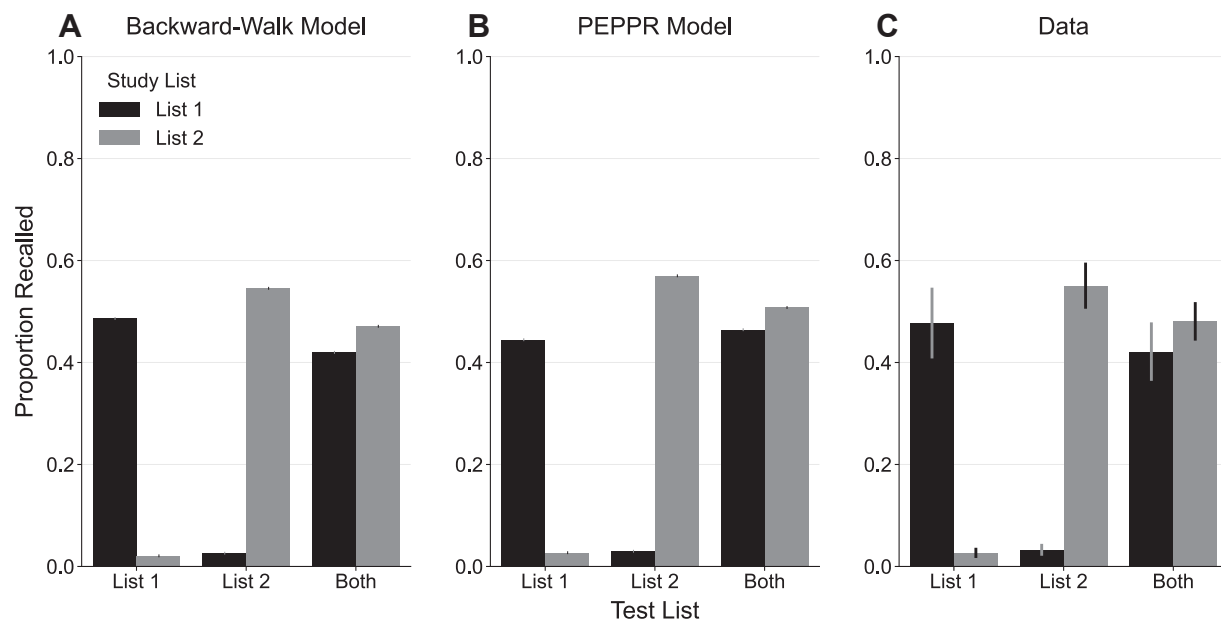 A Backward-Walk Model
B PEPPR Model
C Data
Study List
List 1
List 2
Proportion Recalled
1.0
0.8
0.6
0.4
0.2
0.0
1.0
0.8
0.6
0.4
0.2
0.0
1.0
0.8
0.6
0.4
0.2
0.0
List 1 List 2 Both
List 1 List 2 Both
List 1 List 2 Both
Test List